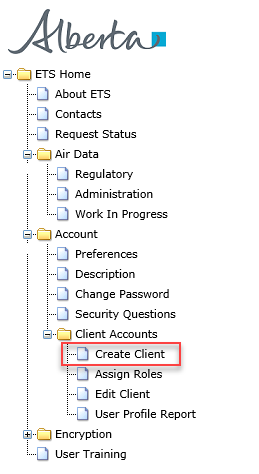 Alberta
ETS Home
About ETS
Contacts
Request Status
Air Data
Regulatory
Administration
Work In Progress
Account
Preferences
Description
Change Password
Security Questions
Client Accounts
Create Client
Assign Roles
Edit Client
User Profile Report
Encryption
User Training